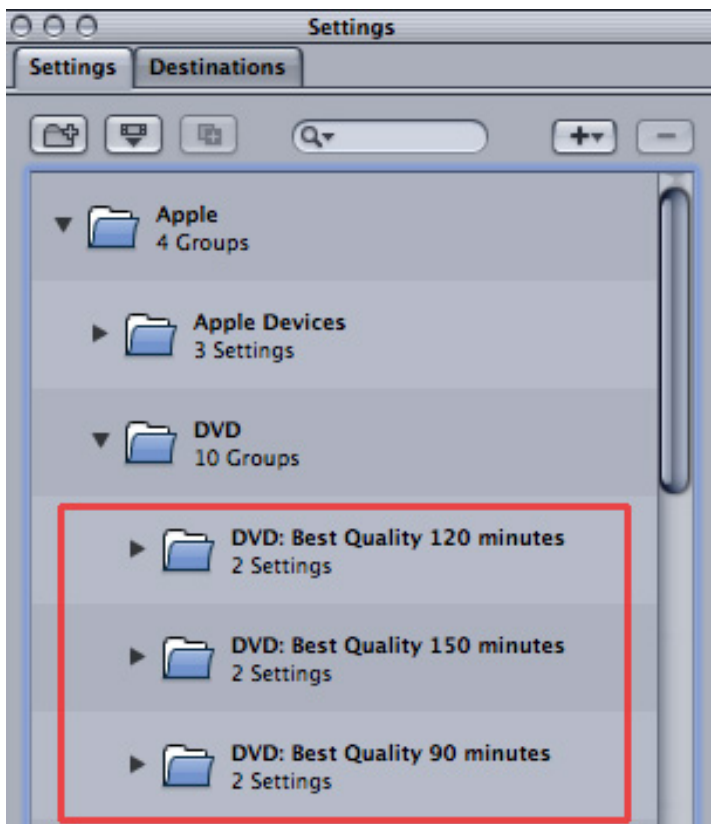 Settings
Settings Destinations
Apple
4 Groups
Apple Devices
3 Settings
DVD
10 Groups
DVD: Best Quality 120 minutes
2 Settings
DVD: Best Quality 150 minutes
2 Settings
DVD: Best Quality 90 minutes
2 Settings